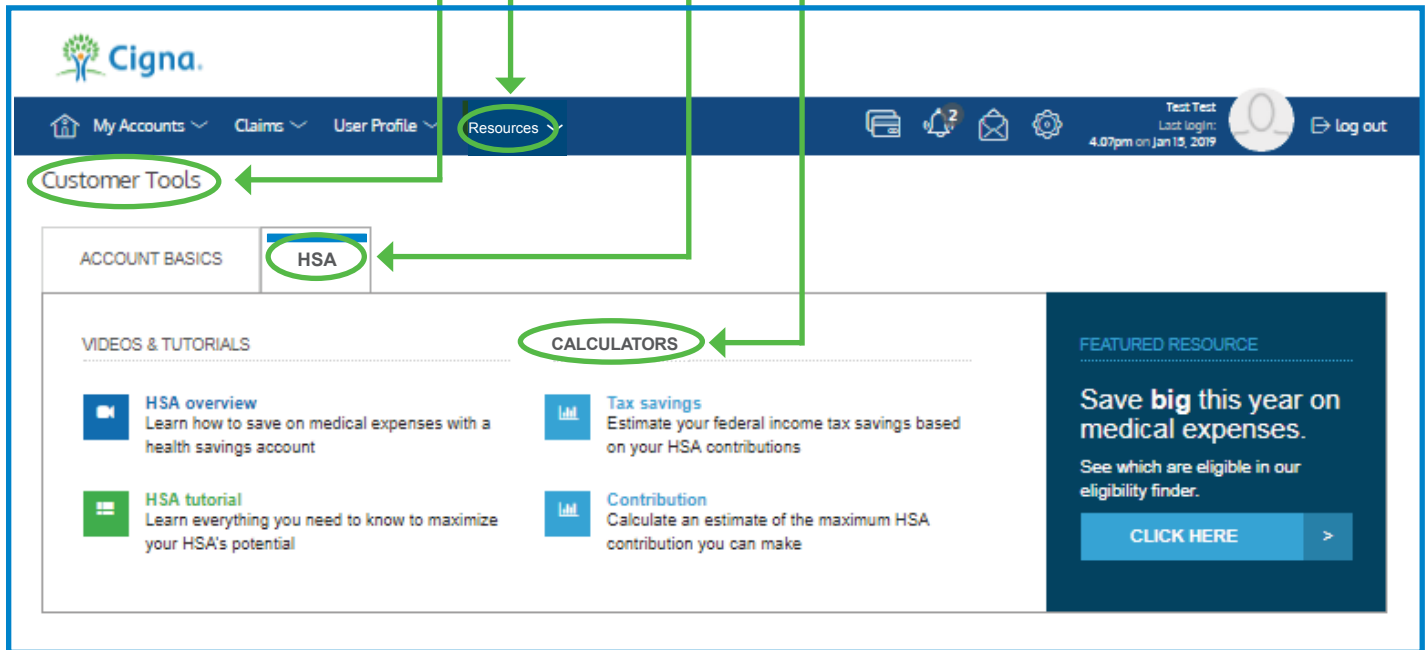 Cigna.
My Accounts
Claims
User Profile
Resources
2
Test Test
Last login:
4.07pm on Jan 15, 2019
log out
Customer Tools
ACCOUNT BASICS
HSA
VIDEOS & TUTORIALS
HSA overview
Learn how to save on medical expenses with a
health savings account
HSA tutorial
Learn everything you need to know to maximize
your HSA's potential
CALCULATORS
Tax savings
Estimate your federal income tax savings based
on your HSA contributions
Contribution
Calculate an estimate of the maximum HSA
contribution you can make
FEATURED RESOURCE
Save big this year on
medical expenses.
See which are eligible in our
eligibility finder.
CLICK HERE >